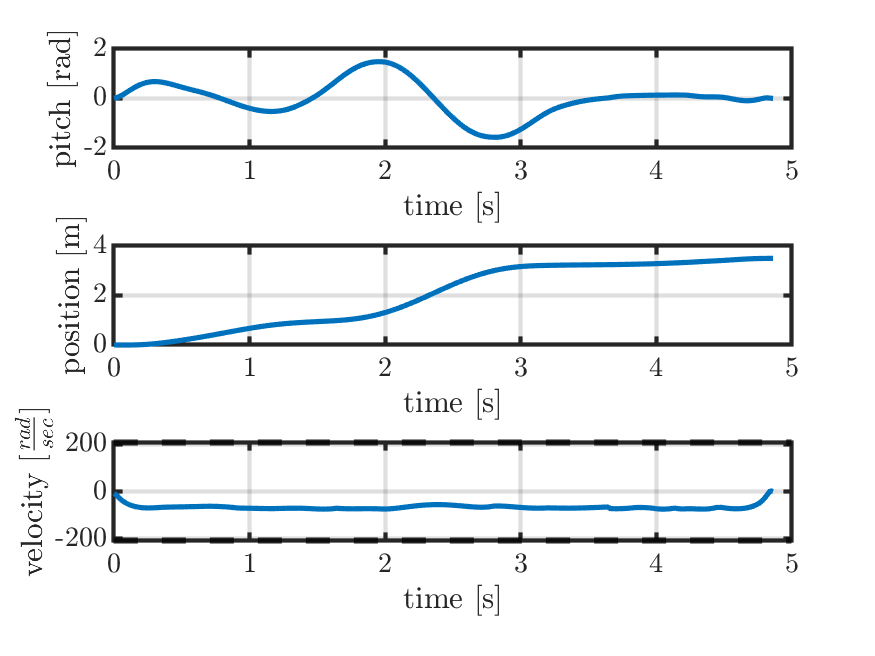 pitch [rad]
2
0
-2
0 1 2 3 4 5
time [s]
position [m]
4
2
0
0 1 2 3 4 5
time [s]
velocity [rad/sec]
200
0
-200
0 1 2 3 4 5
time [s]